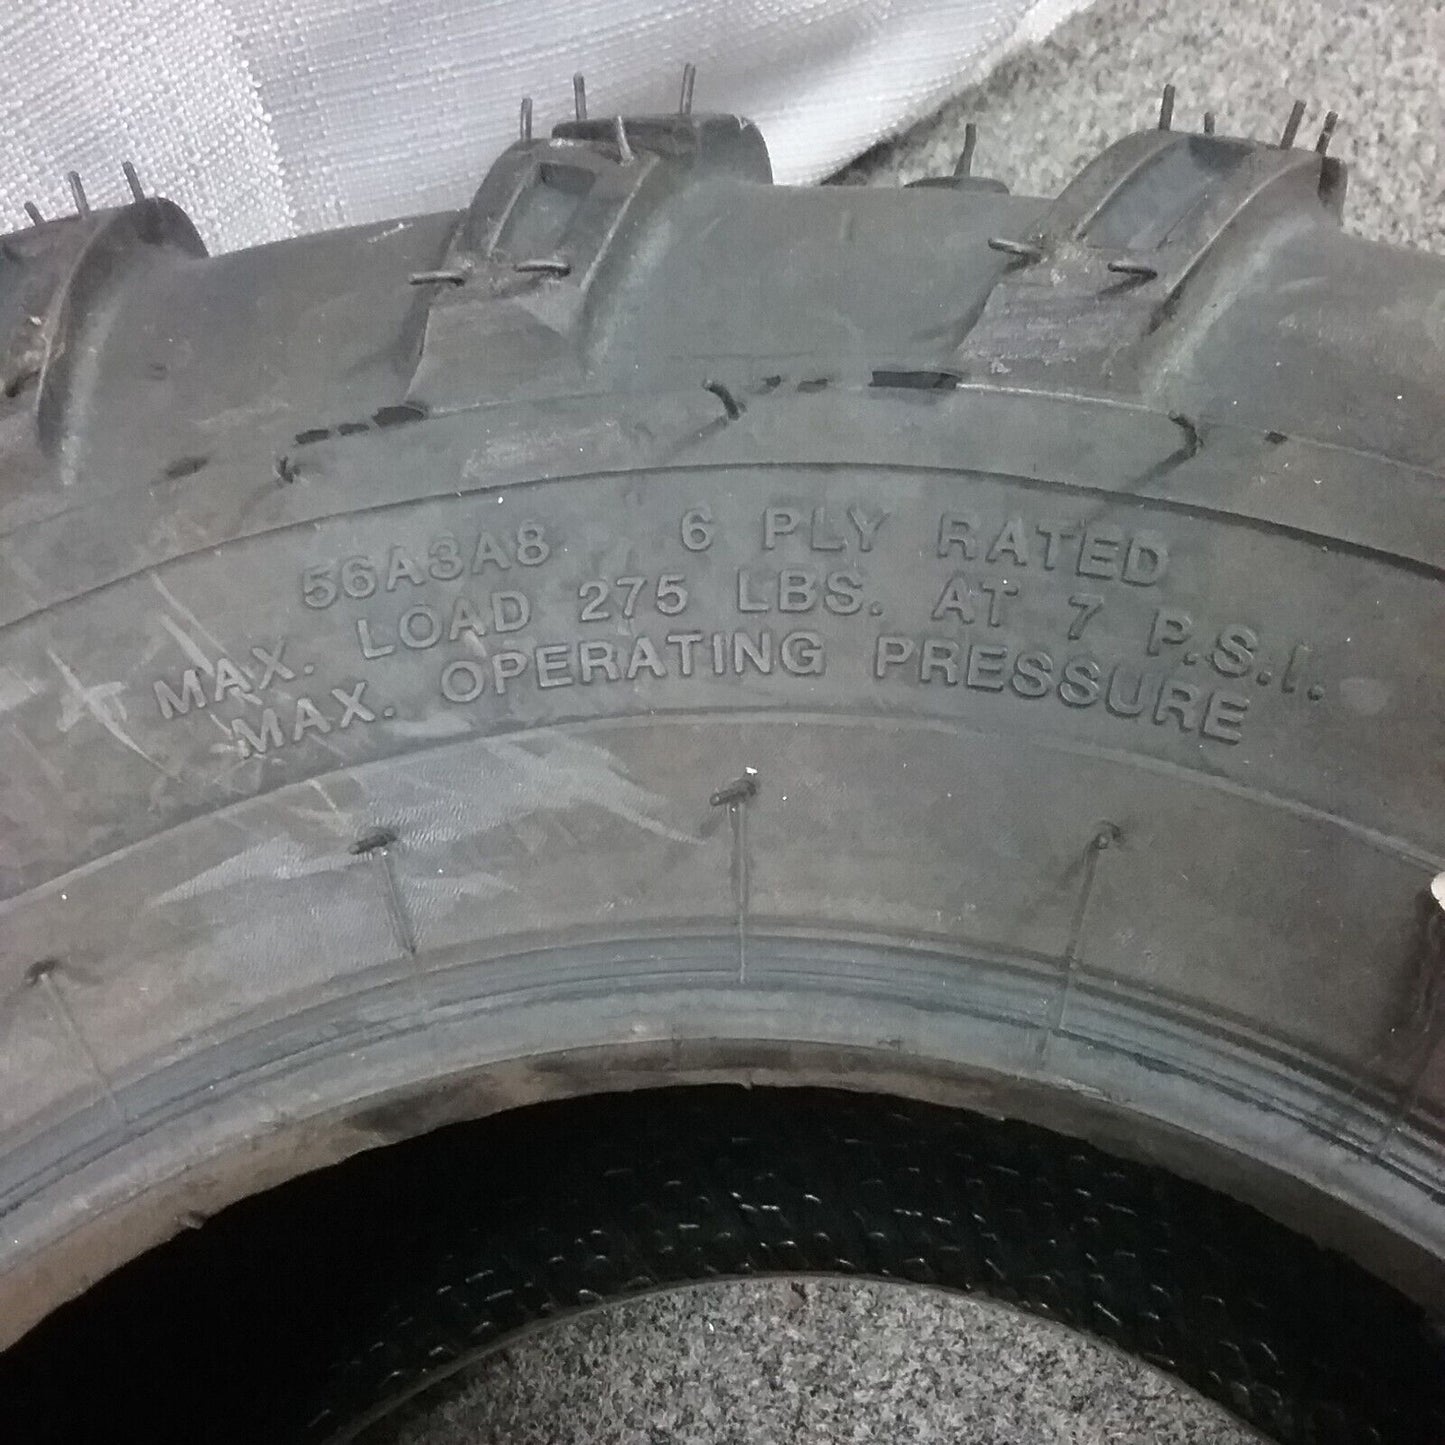 56A3A8 6 PLY RATED
MAX. LOAD 275 LBS. AT 7 P.S.I.
MAX. OPERATING PRESSURE